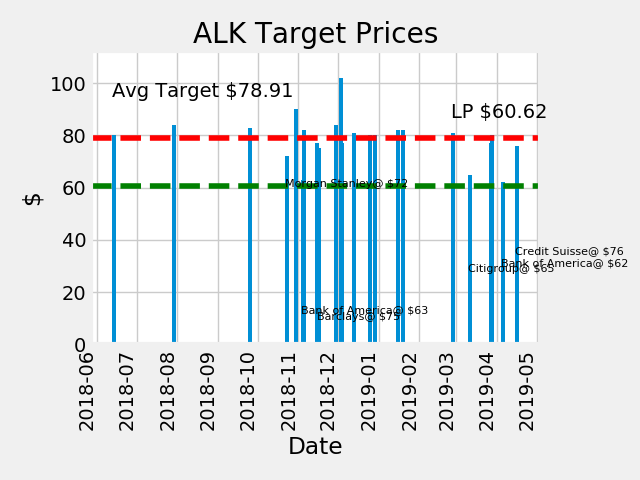 ALK Target Prices
Avg Target $78.91
LP $60.62
Morgan Stanley@ $72
Credit Suisse@ $76
Bank of America@ $62
Citigroup@ $65
Bank of America@ $63
Barclays@ $75
$
100
80
60
40
20
0
2018-06
2018-07
2018-08
2018-09
2018-10
2018-11
2018-12
2019-01
2019-02
2019-03
2019-04
2019-05
Date